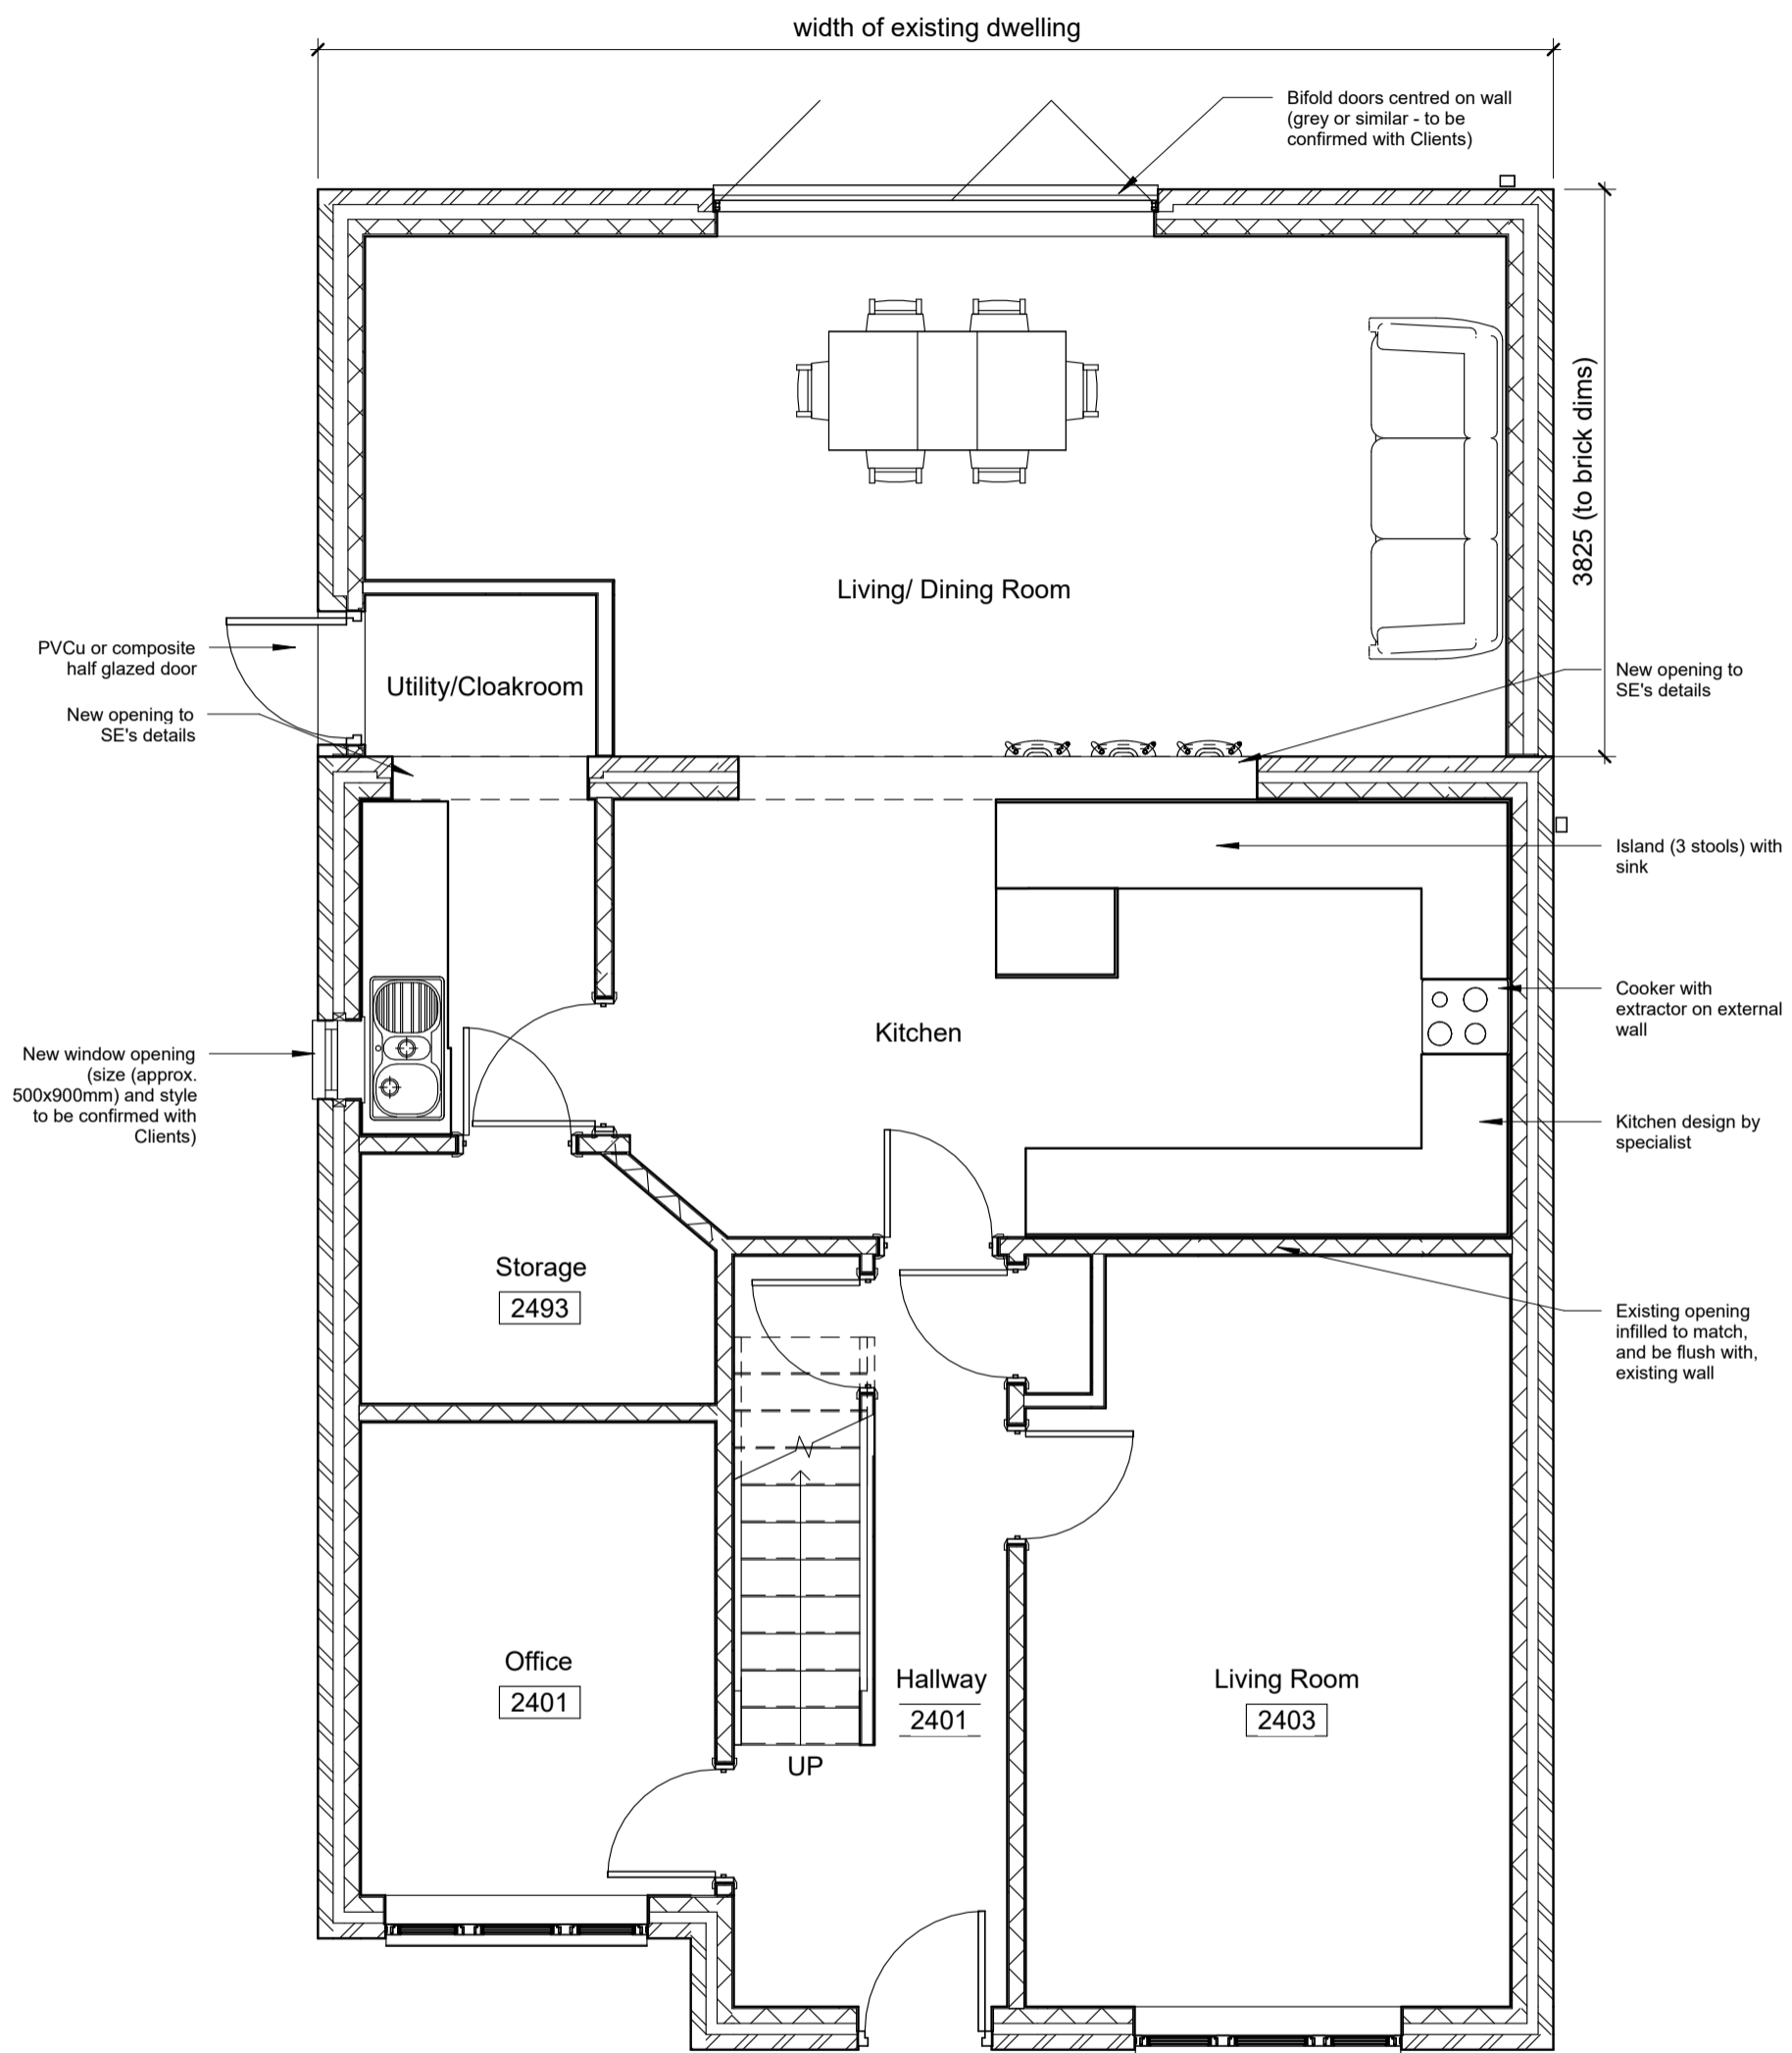 width of existing dwelling
Bifold doors centred on wall
(grey or similar - to be
confirmed with Clients)
3825 (to brick dims)
Living/ Dining Room
PVCu or composite
half glazed door
Utility/Cloakroom
New opening to
SE's details
New opening to
SE's details
Island (3 stools) with
sink
Cooker with
extractor on external
wall
Kitchen
New window opening
(size (approx.
500x900mm) and style
to be confirmed with
Clients)
Kitchen design by
specialist
Storage
2493
Existing opening
infilled to match,
and be flush with,
existing wall
Office
2401
Hallway
2401
Living Room
2403
UP